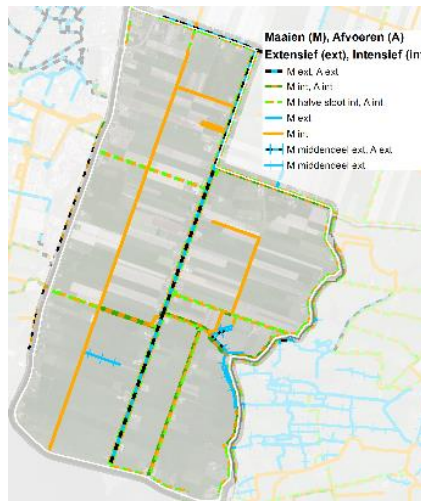 Maaien (M), Afvoeren (A)
Extensief (ext), Intensief (int
M ext, A ext
M int, A int
M halve sloot int, A int
M ext
M int
M middendeel ext, A ext
M middendeel ext